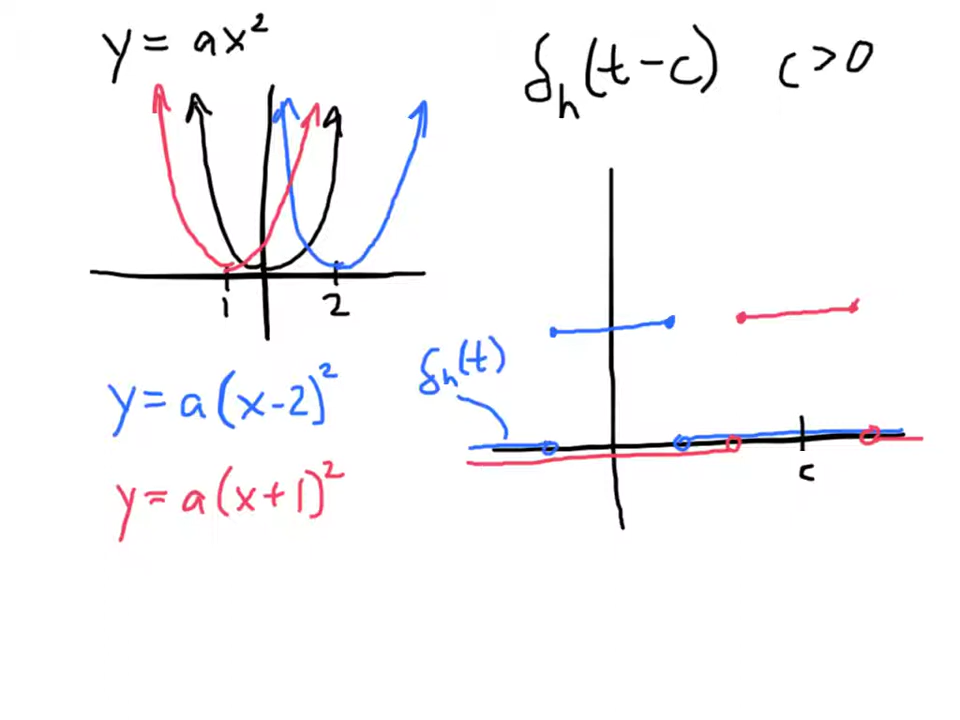 y = ax²
δₕ(t-c) c>0
1 2
y = a(x-2)²
y = a(x+1)²
δₕ(t)
c